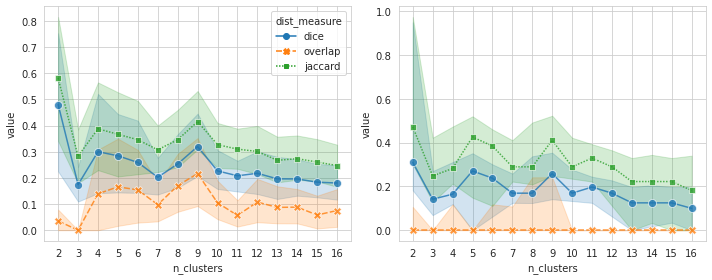 dist_measure
dice
overlap
jaccard
value
0.8
0.7
0.6
0.5
0.4
0.3
0.2
0.1
0.0
2 3 4 5 6 7 8 9 10 11 12 13 14 15 16
n_clusters
value
1.0
0.8
0.6
0.4
0.2
0.0
2 3 4 5 6 7 8 9 10 11 12 13 14 15 16
n_clusters